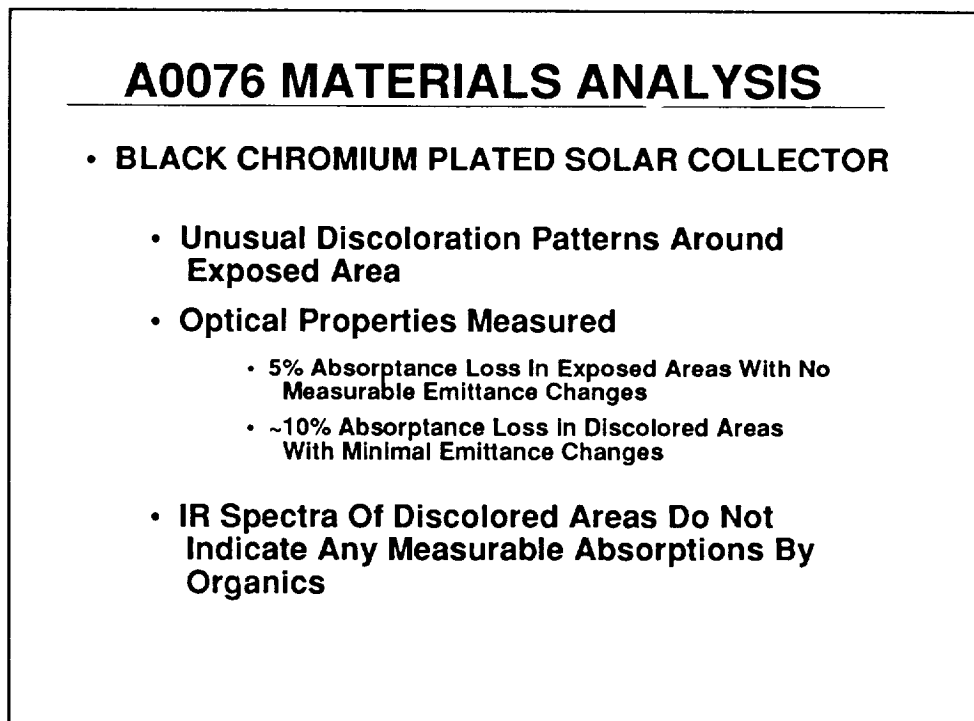 A0076 MATERIALS ANALYSIS
• BLACK CHROMIUM PLATED SOLAR COLLECTOR
• Unusual Discoloration Patterns Around
Exposed Area
• Optical Properties Measured
• 5% Absorptance Loss In Exposed Areas With No
Measurable Emittance Changes
• ~10% Absorptance Loss in Discolored Areas
With Minimal Emittance Changes
• IR Spectra Of Discolored Areas Do Not
Indicate Any Measurable Absorptions By
Organics